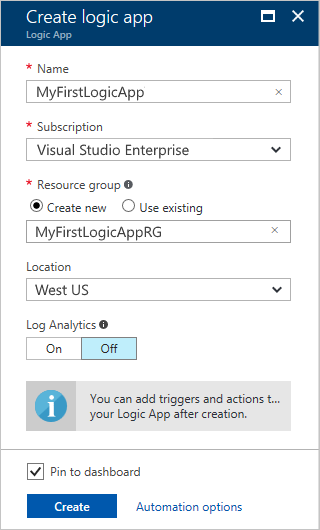 Create logic app
Logic App
* Name
MyFirstLogicApp
* Subscription
Visual Studio Enterprise
* Resource group
Create new Use existing
MyFirstLogicAppRG
Location
West US
Log Analytics
On Off
You can add triggers and actions t...
your Logic App after creation.
Pin to dashboard
Create Automation options